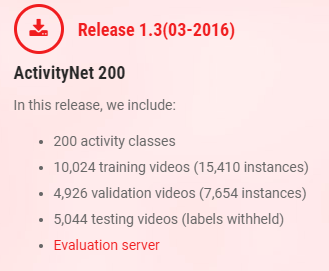 Release 1.3(03-2016)
ActivityNet 200
In this release, we include:
200 activity classes
10,024 training videos (15,410 instances)
4,926 validation videos (7,654 instances)
5,044 testing videos (labels withheld)
Evaluation server